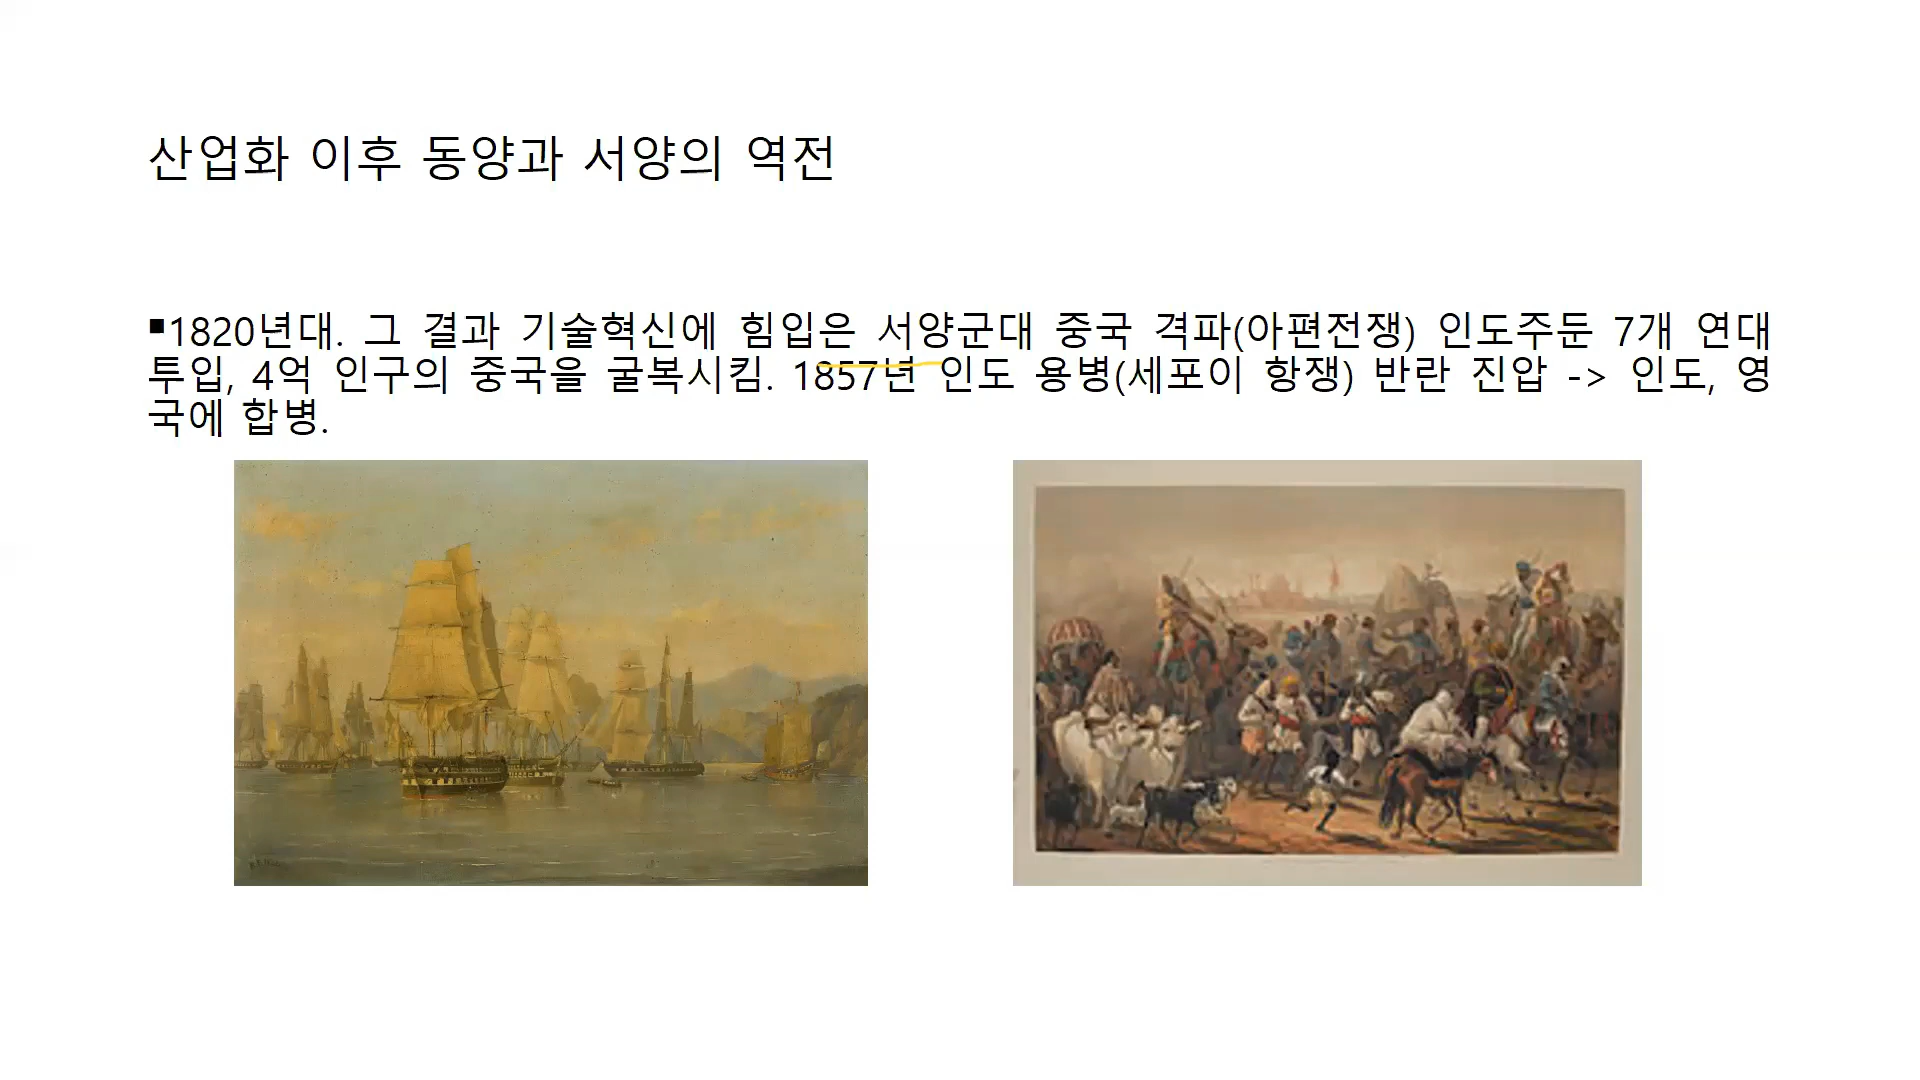 산업화 이후 동양과 서양의 역전
▪1820년대. 그 결과 기술혁신에 힘입은 서양군대 중국 격파(아편전쟁) 인도주둔 7개 연대
투입, 4억 인구의 중국을 굴복시킴. 1857년 인도 용병(세포이 항쟁) 반란 진압 -> 인도, 영
국에 합병.